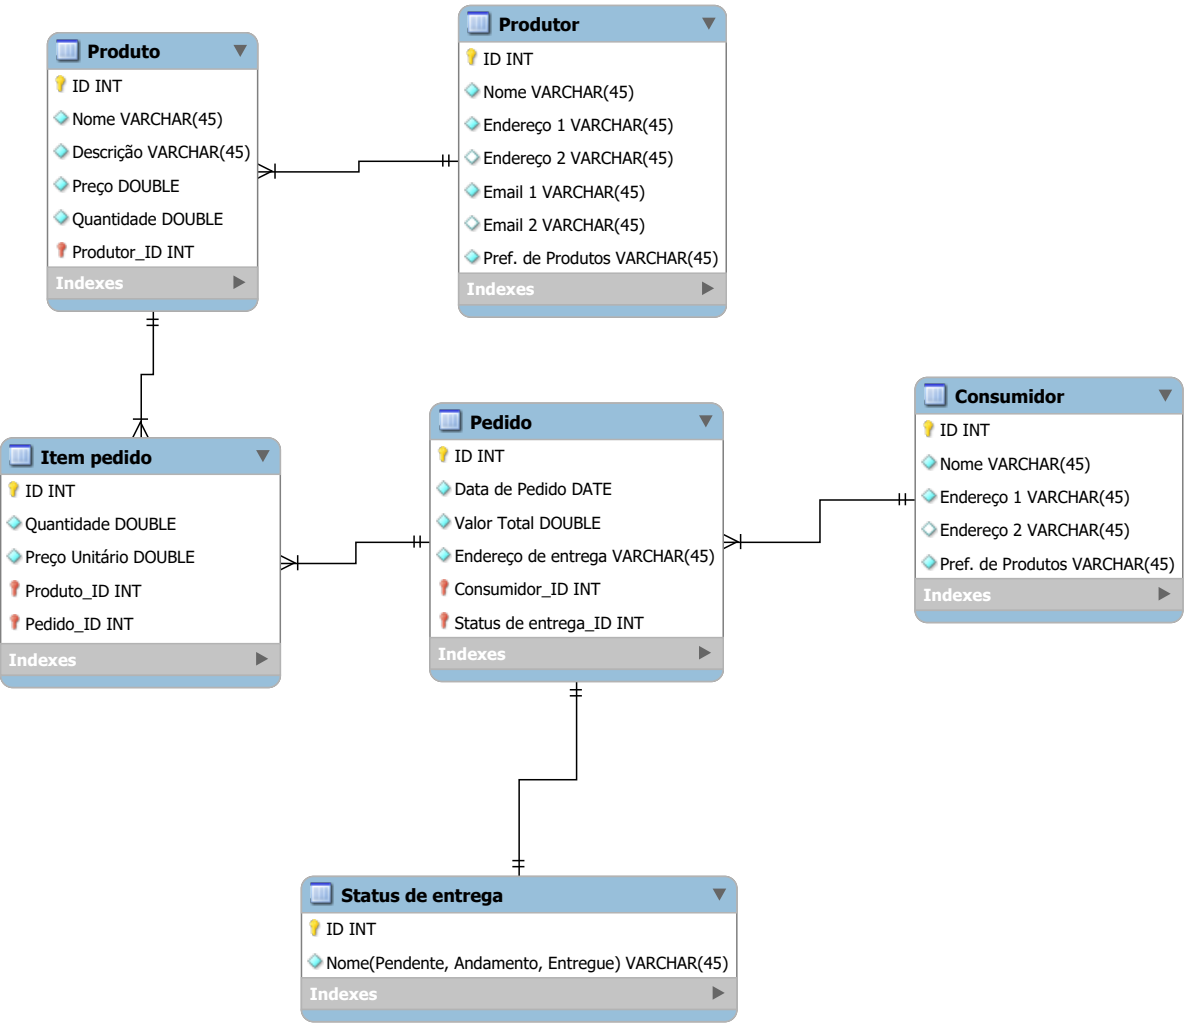 Produto
ID INT
Nome VARCHAR(45)
Descrição VARCHAR(45)
Preço DOUBLE
Quantidade DOUBLE
Produtor_ID INT
Indexes
Produtor
ID INT
Nome VARCHAR(45)
Endereço 1 VARCHAR(45)
Endereço 2 VARCHAR(45)
Email 1 VARCHAR(45)
Email 2 VARCHAR(45)
Pref. de Produtos VARCHAR(45)
Indexes
Item pedido
ID INT
Quantidade DOUBLE
Preço Unitário DOUBLE
Produto_ID INT
Pedido_ID INT
Indexes
Pedido
ID INT
Data de Pedido DATE
Valor Total DOUBLE
Endereço de entrega VARCHAR(45)
Consumidor_ID INT
Status de entrega_ID INT
Indexes
Consumidor
ID INT
Nome VARCHAR(45)
Endereço 1 VARCHAR(45)
Endereço 2 VARCHAR(45)
Pref. de Produtos VARCHAR(45)
Indexes
Status de entrega
ID INT
Nome(Pendente, Andamento, Entregue) VARCHAR(45)
Indexes